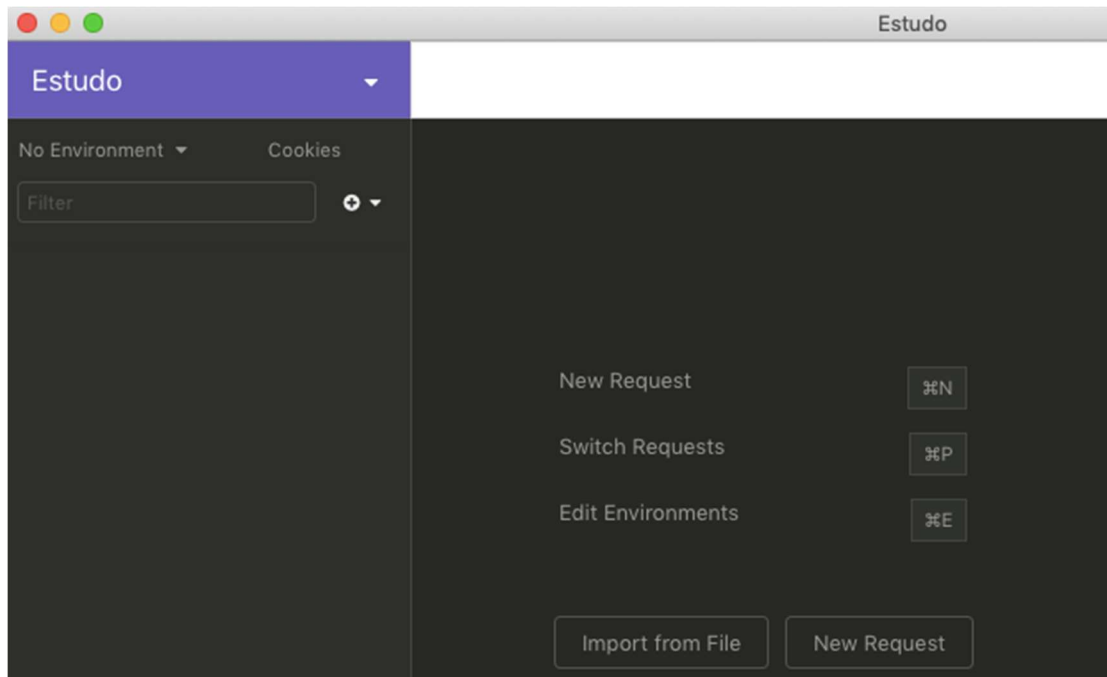 Estudo
Estudo
No Environment Cookies
Filter
New Request ⌘N
Switch Requests ⌘P
Edit Environments ⌘E
Import from File New Request